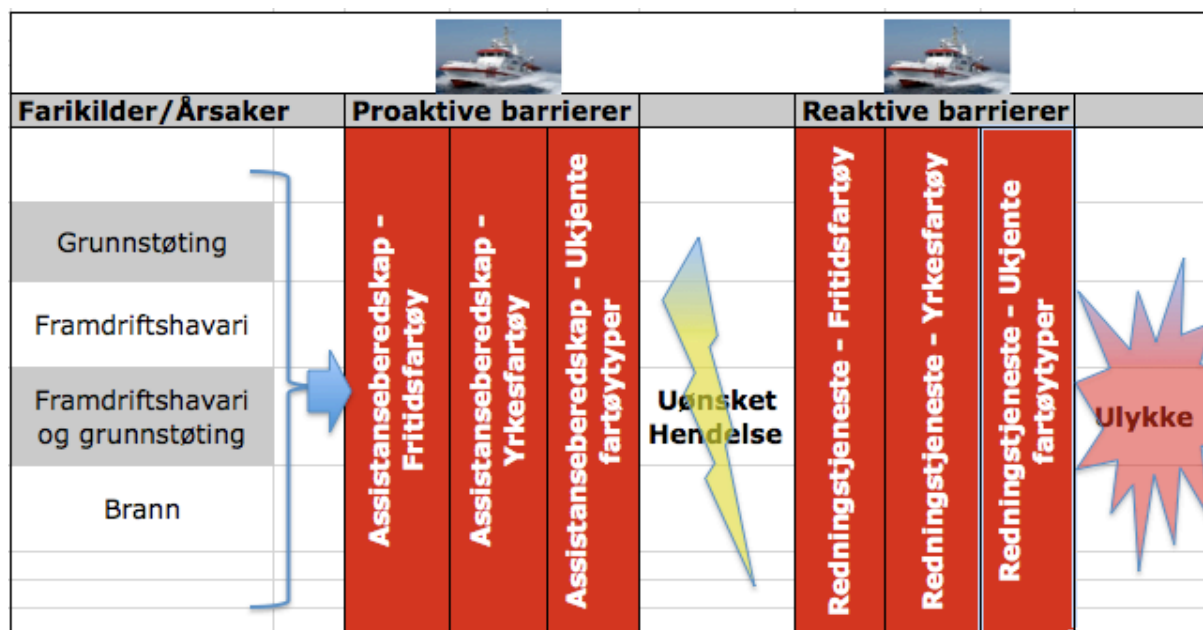 Farikilder/Årsaker
Proaktive barrierer
Reaktive barrierer
Grunnstøting
Framdriftshavari
Framdriftshavari
og grunnstøting
Brann
Assistanseberedskap -
Fritidsfartøy
Assistanseberedskap -
Yrkesfartøy
Assistanseberedskap - Ukjente
fartøytyper
Uønsket
Hendelse
Redningstjeneste - Fritidsfartøy
Redningstjeneste - Yrkesfartøy
Redningstjeneste - Ukjente
fartøytyper
Ulykke